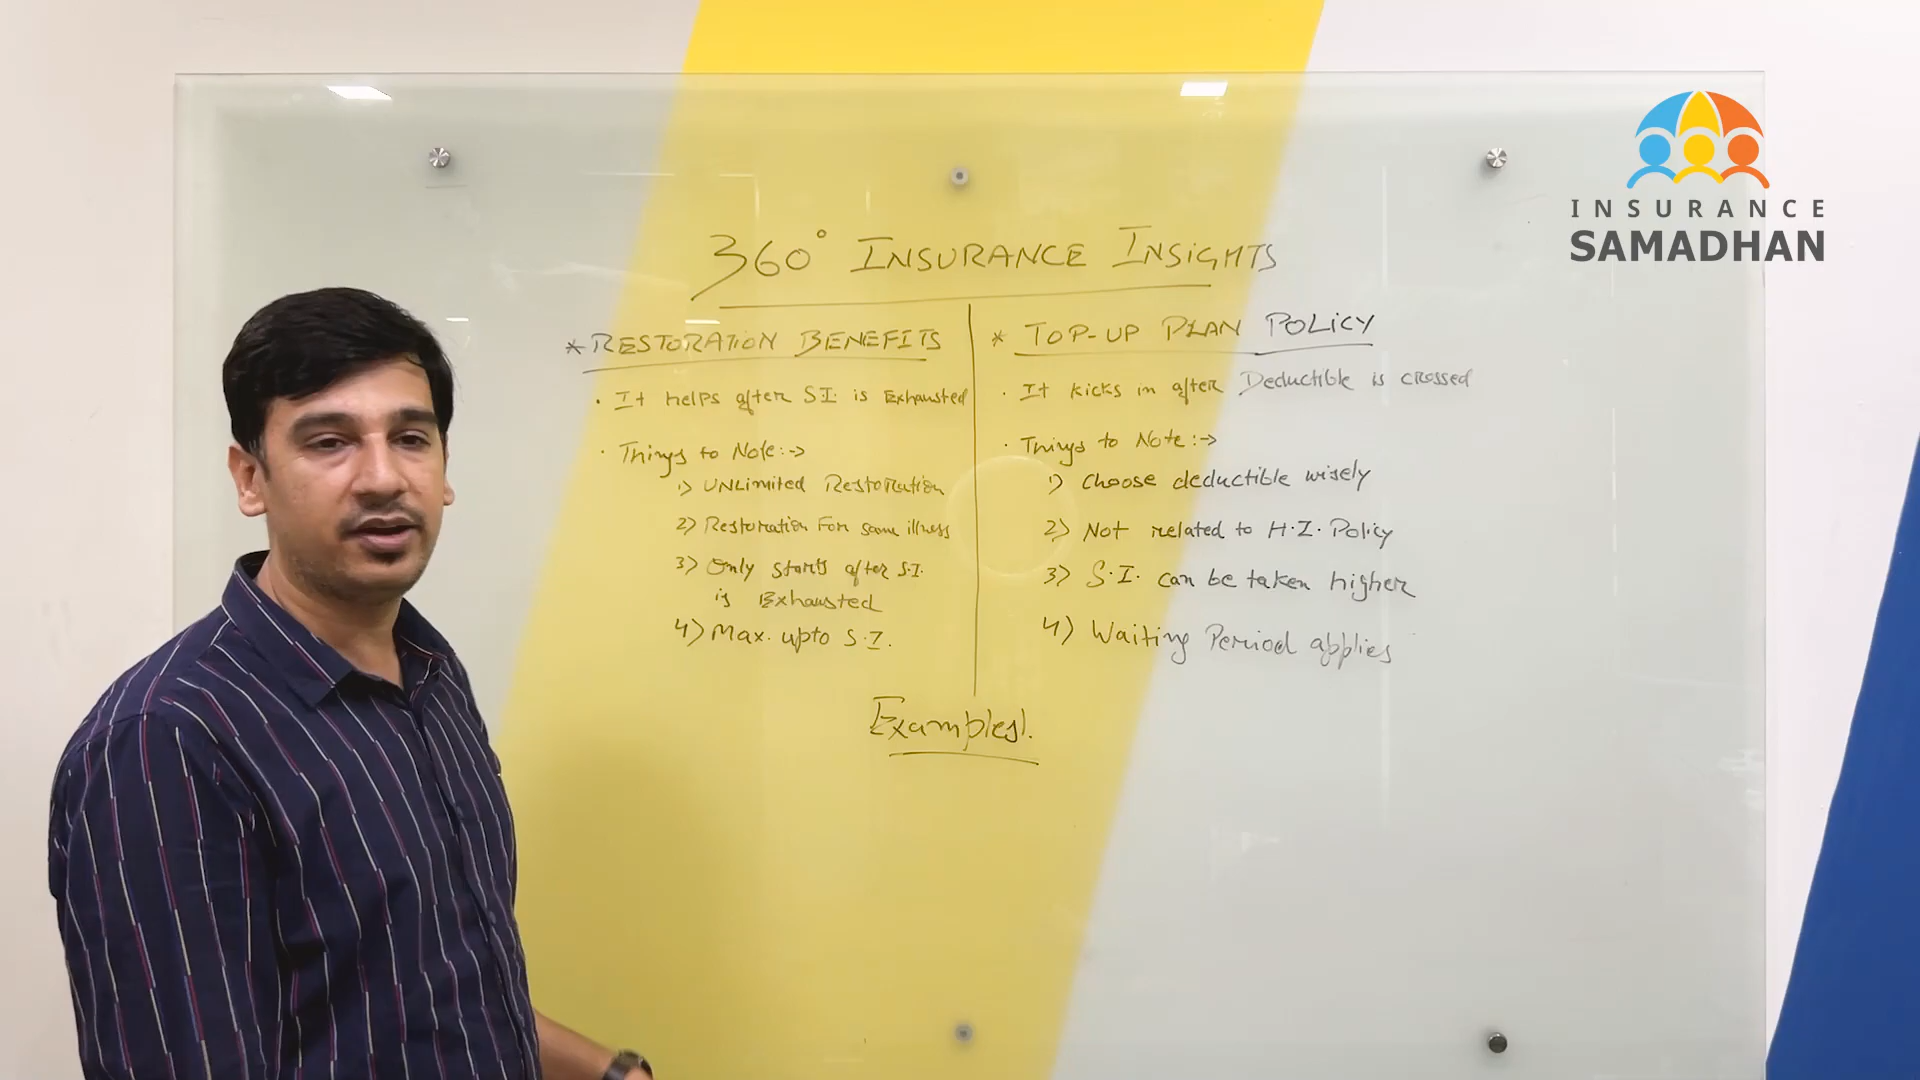 INSURANCE
SAMADHAN
360° INSURANCE INSIGHTS
* RESTORATION BENEFITS
· It helps after S.I. is Exhausted
· Things to Note:->
1) UNLimited Restoration
2) Restoration For same illness
3) Only starts after S.I.
is Exhausted
4) Max. upto S.I.
* TOP-UP PLAN POLICY
· It kicks in after Deductible is crossed
· Things to Note:->
1) Choose deductible wisely
2) Not related to H.I. Policy
3) S.I. can be taken higher
4) Waiting Period applies
Examples.